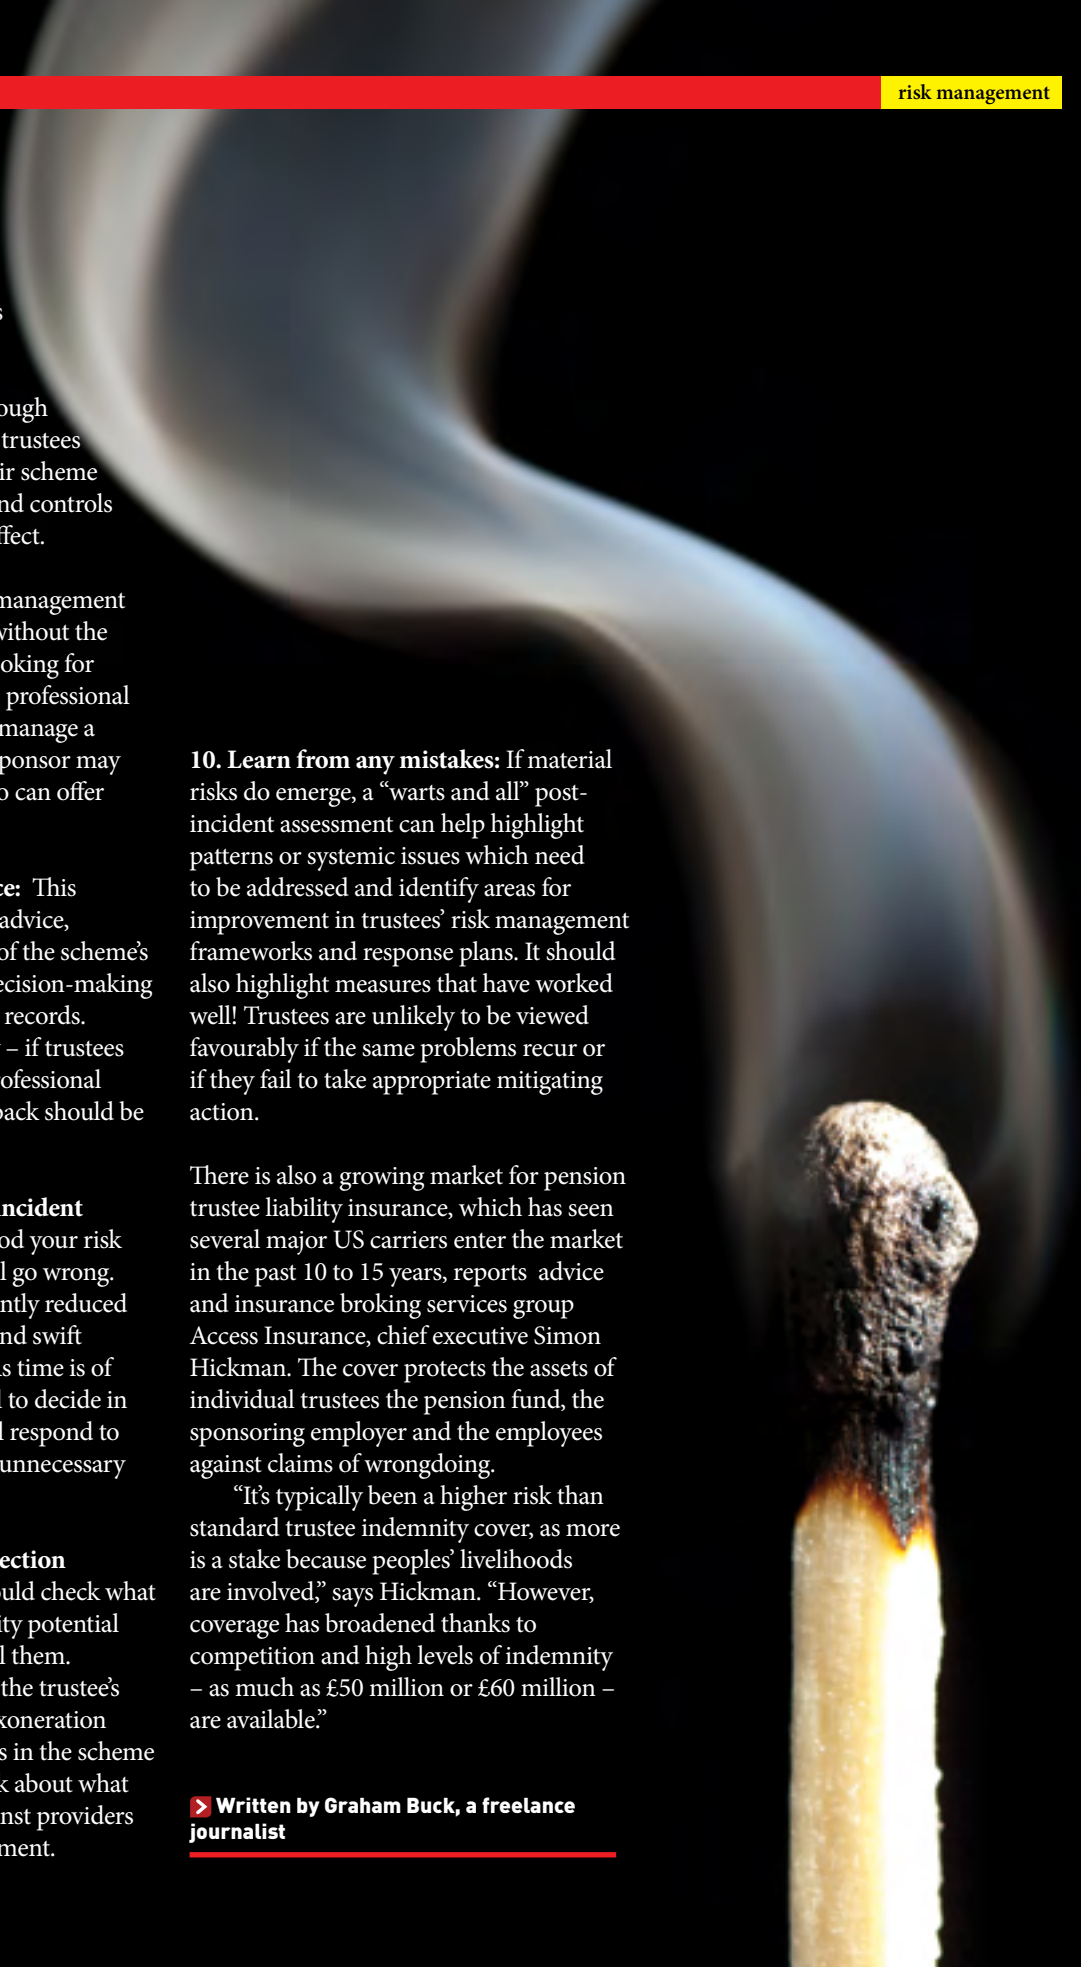 risk management
s
ough
trustees
ir scheme
nd controls
ffect.
management
without the
oking for
professional
manage a
ponsor may
o can offer
ce: This
advice,
of the scheme’s
ecision-making
records.
– if trustees
ofessional
back should be
incident
od your risk
l go wrong.
ntly reduced
nd swift
s time is of
l to decide in
l respond to
unnecessary
ection
ould check what
ity potential
l them.
the trustee’s
xoneration
s in the scheme
k about what
nst providers
ment.
10. Learn from any mistakes: If material
risks do emerge, a “warts and all” post-
incident assessment can help highlight
patterns or systemic issues which need
to be addressed and identify areas for
improvement in trustees’ risk management
frameworks and response plans. It should
also highlight measures that have worked
well! Trustees are unlikely to be viewed
favourably if the same problems recur or
if they fail to take appropriate mitigating
action.
There is also a growing market for pension
trustee liability insurance, which has seen
several major US carriers enter the market
in the past 10 to 15 years, reports  advice
and insurance broking services group
Access Insurance, chief executive Simon
Hickman. The cover protects the assets of
individual trustees the pension fund, the
sponsoring employer and the employees
against claims of wrongdoing.
“It’s typically been a higher risk than
standard trustee indemnity cover, as more
is a stake because peoples’ livelihoods
are involved,” says Hickman. “However,
coverage has broadened thanks to
competition and high levels of indemnity
– as much as £50 million or £60 million –
are available.”
Written by Graham Buck, a freelance
journalist